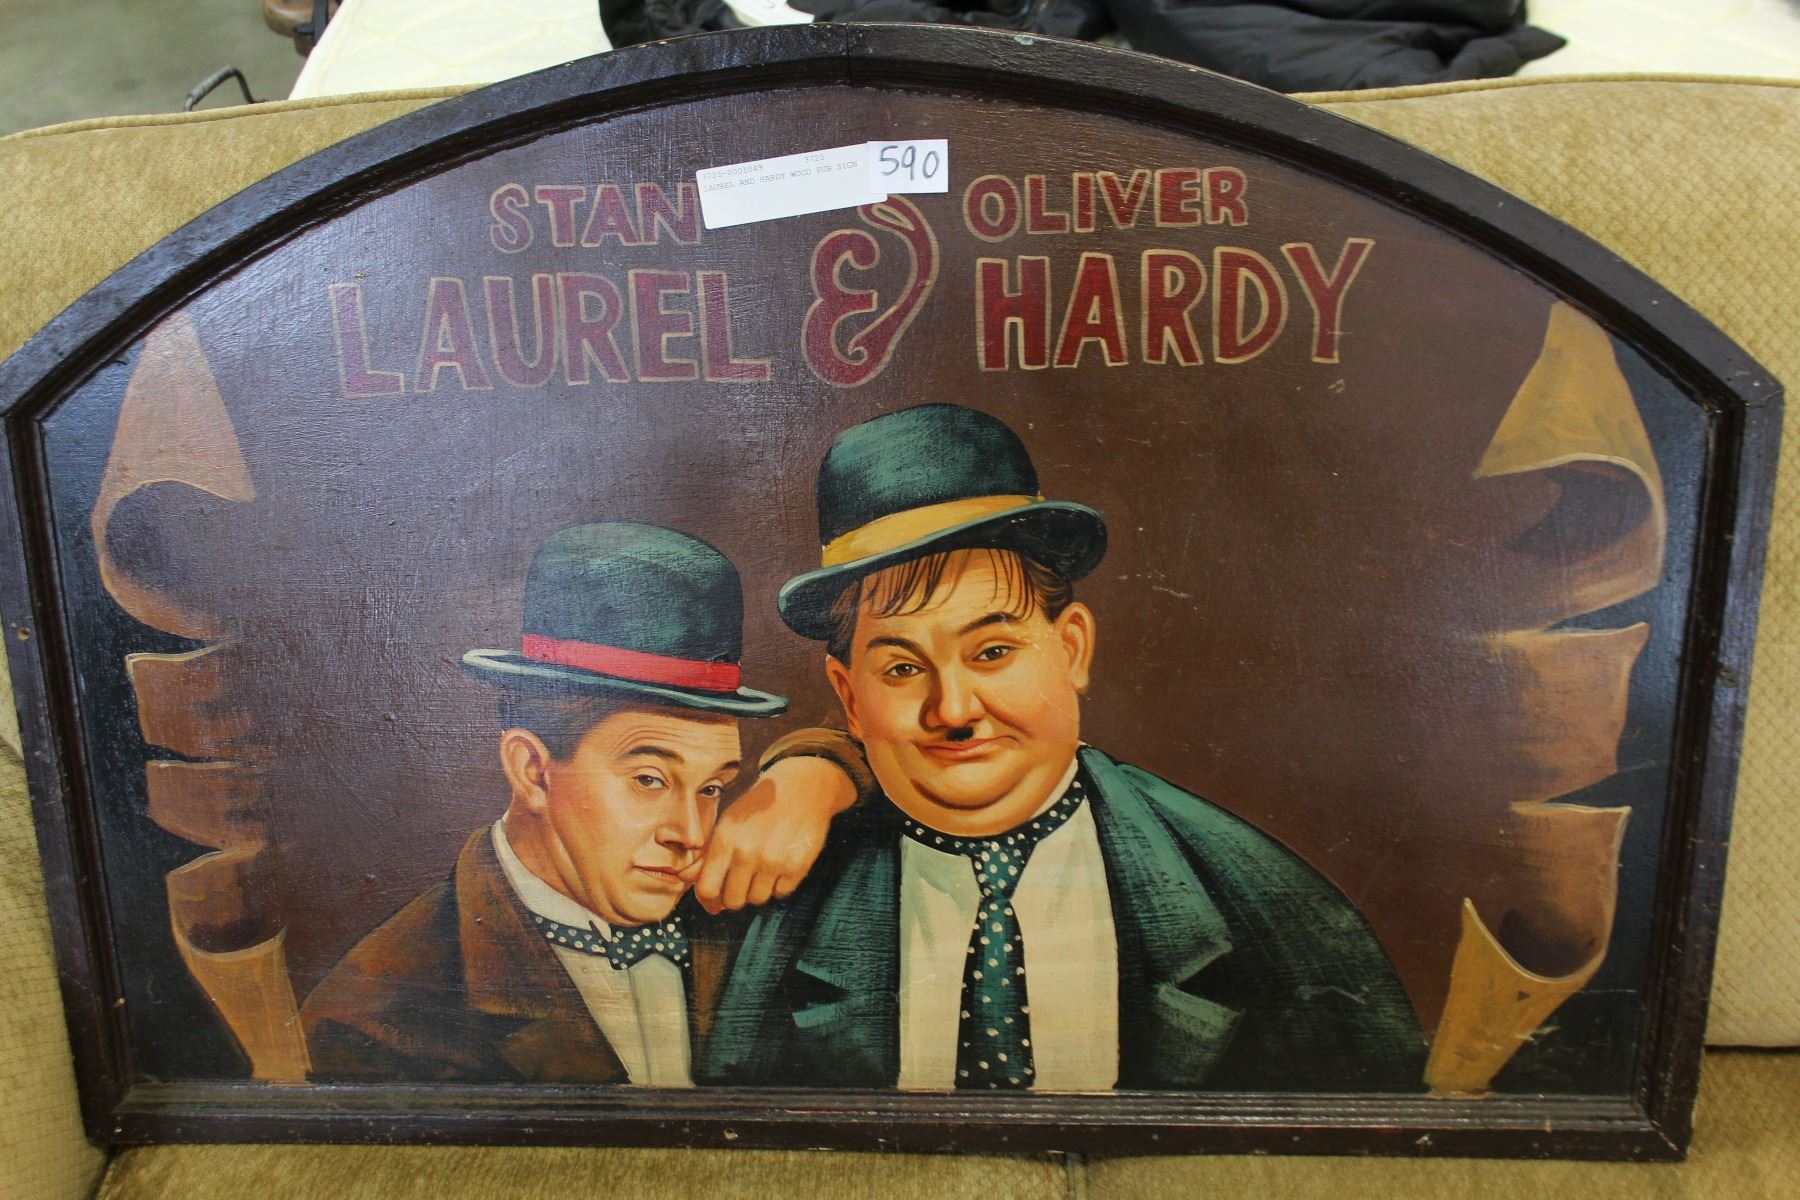 3725-0001049 3725
LAUREL AND HARDY WOOD PUB SIGN
590
STAN & OLIVER
LAUREL HARDY